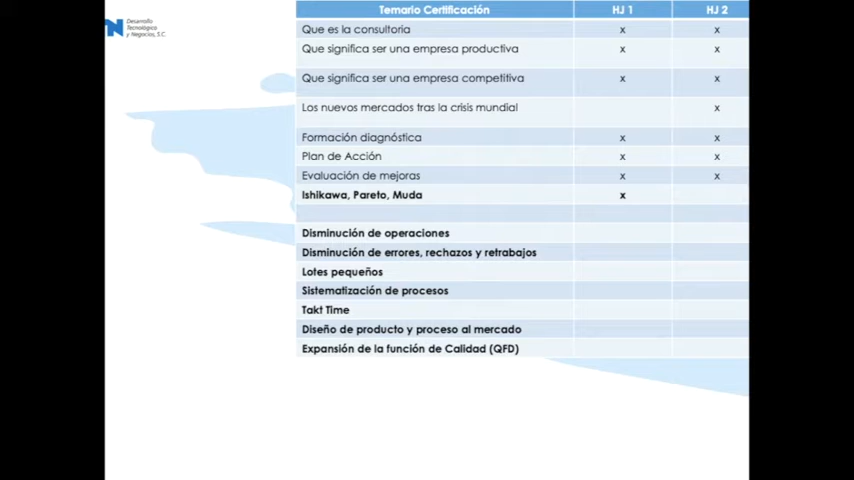 Desarrollo
Tecnológico
y Negocios, S.C.
Temario Certificación HJ 1 HJ 2
Que es la consultoría x x
Que significa ser una empresa productiva x x
Que significa ser una empresa competitiva x x
Los nuevos mercados tras la crisis mundial x
Formación diagnóstica x x
Plan de Acción x x
Evaluación de mejoras x x
Ishikawa, Pareto, Muda x
Disminución de operaciones
Disminución de errores, rechazos y retrabajos
Lotes pequeños
Sistematización de procesos
Takt Time
Diseño de producto y proceso al mercado
Expansión de la función de Calidad (QFD)